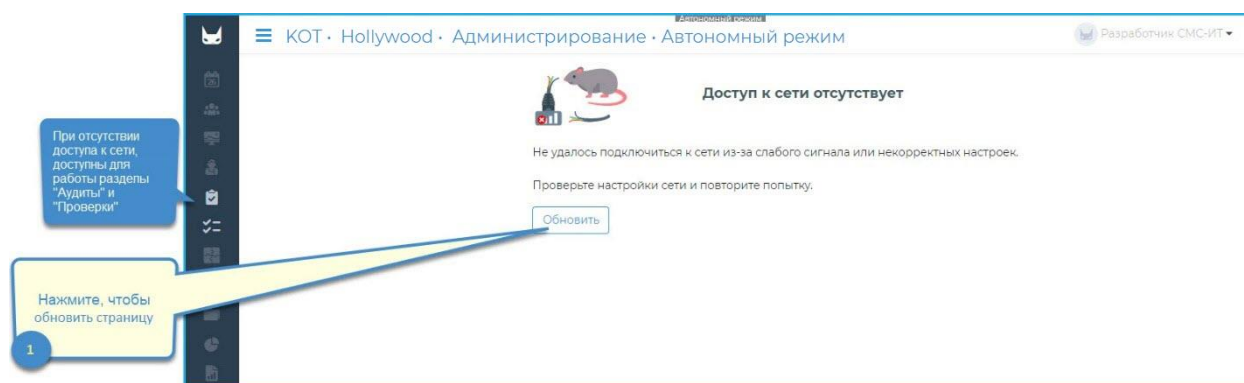 Автономный режим
КОТ · Hollywood · Администрирование · Автономный режим
Разработчик СМС-ИТ
Доступ к сети отсутствует
При отсутствии
доступа к сети,
доступны для
работы разделы
"Аудиты" и
"Проверки"
Не удалось подключиться к сети из-за слабого сигнала или некорректных настроек.
Проверьте настройки сети и повторите попытку.
Обновить
Нажмите, чтобы
обновить страницу
1